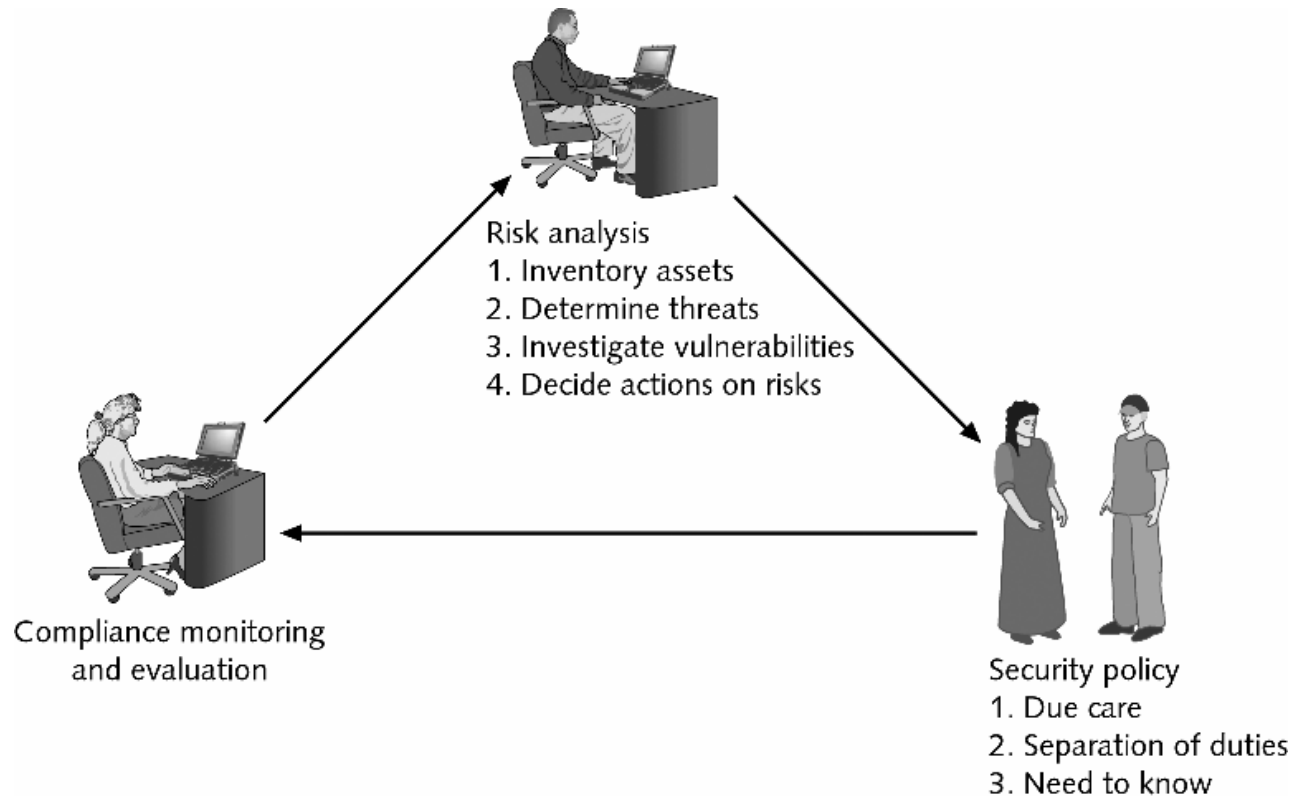 Risk analysis
1. Inventory assets
2. Determine threats
3. Investigate vulnerabilities
4. Decide actions on risks
Compliance monitoring
and evaluation
Security policy
1. Due care
2. Separation of duties
3. Need to know